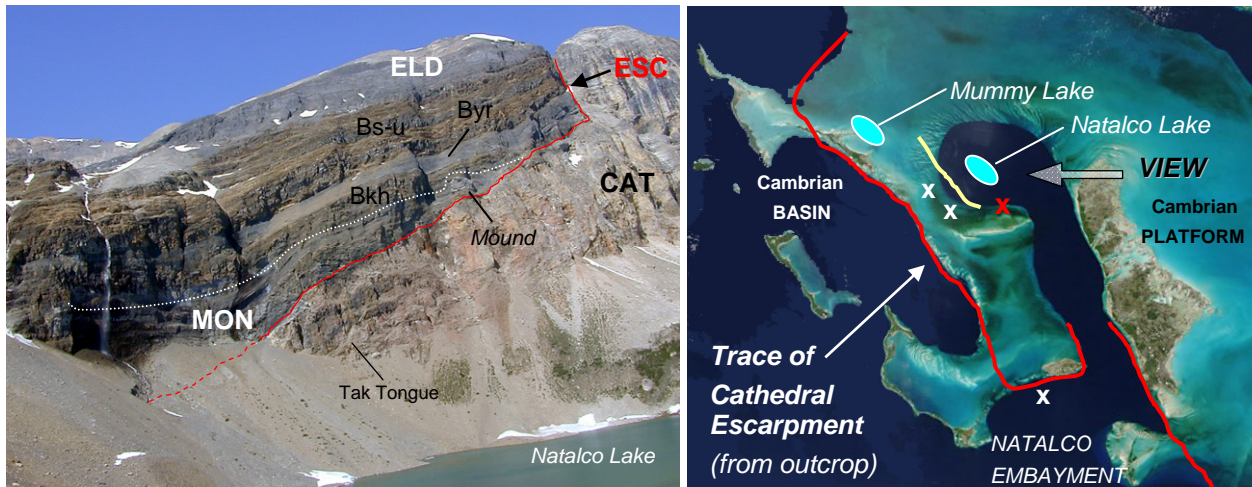 ELD
ESC
Byr
Bs-u
CAT
Bkh
Mound
MON
Tak Tongue
Natalco Lake
Mummy Lake
Natalco Lake
VIEW
Cambrian
BASIN
x
x
x
Cambrian
PLATFORM
Trace of
Cathedral
Escarpment
(from outcrop)
x
NATALCO
EMBAYMENT